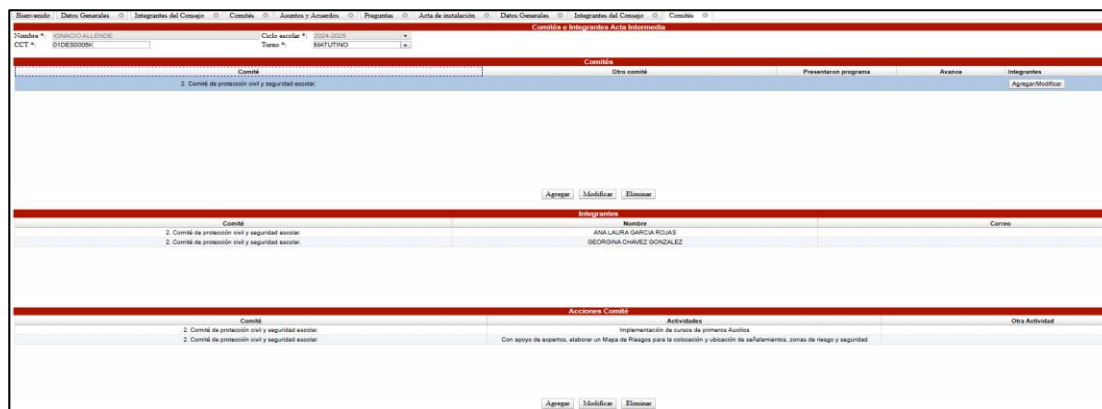 Bienvenido Datos Generales Integrantes del Consejo Comités Asuntos y Acuerdos Preguntas Acta de instalación Datos Generales Integrantes del Consejo Comités
Comités e Integrantes Acta Intermedia
Nombre *: IGNACIO ALLENDE Ciclo escolar *: 2024-2025
CCT *: 01DES0005K Turno *: MATUTINO
Comités
Comité Otro comité Presentaron programa Avance Integrantes
2. Comité de protección civil y seguridad escolar. Agregar/Modificar
Agregar Modificar Eliminar
Integrantes
Comité Nombre Correo
2. Comité de protección civil y seguridad escolar. ANA LAURA GARCIA ROJAS
2. Comité de protección civil y seguridad escolar. GEORGINA CHAVEZ GONZALEZ
Acciones Comité
Comité Actividades Otra Actividad
2. Comité de protección civil y seguridad escolar. Implementación de cursos de primeros Auxilios
2. Comité de protección civil y seguridad escolar. Con apoyo de expertos, elaborar un Mapa de Riesgos para la colocación y ubicación de señalamientos, zonas de riesgo y seguridad
Agregar Modificar Eliminar